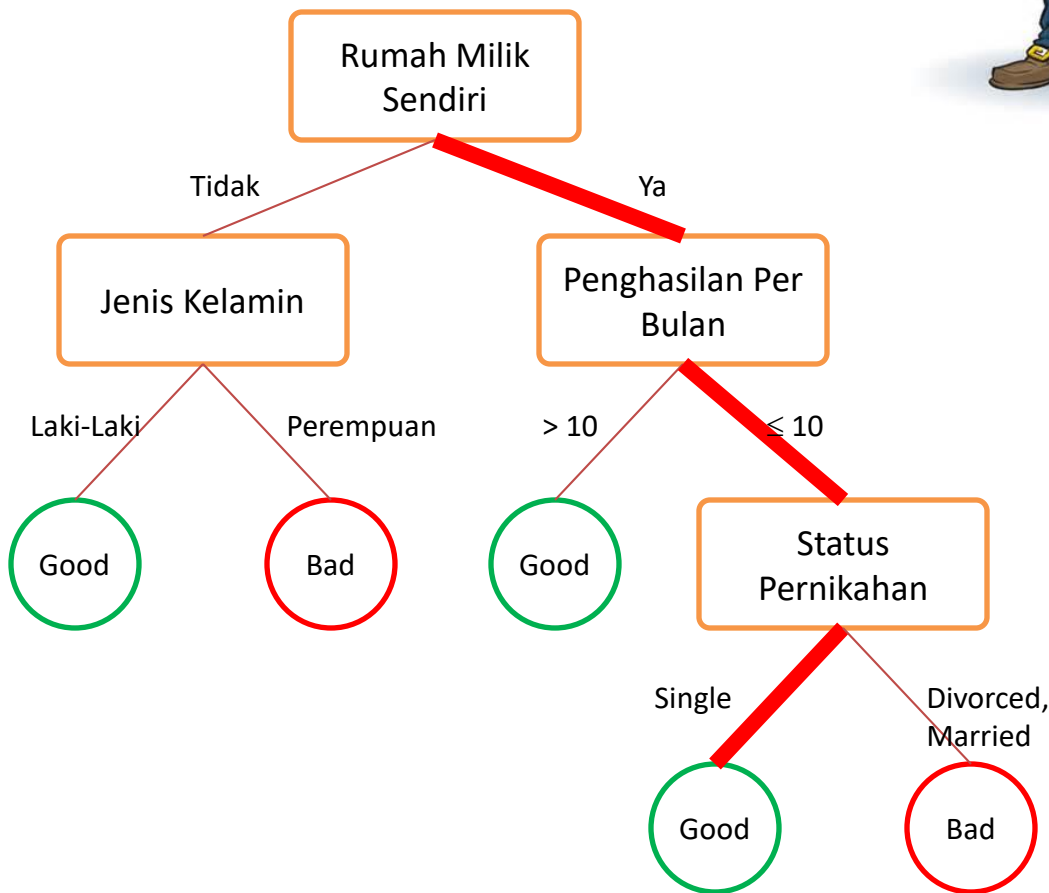 Rumah Milik
Sendiri
Tidak
Ya
Jenis Kelamin
Penghasilan Per
Bulan
Laki-Laki
Perempuan
> 10
≤ 10
Good
Bad
Good
Status
Pernikahan
Single
Divorced,
Married
Good
Bad